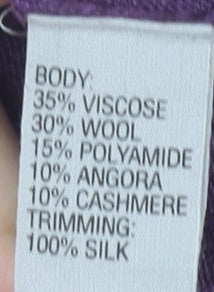 BODY:
35% VISCOSE
30% WOOL
15% POLYAMIDE
10% ANGORA
10% CASHMERE
TRIMMING:
100% SILK